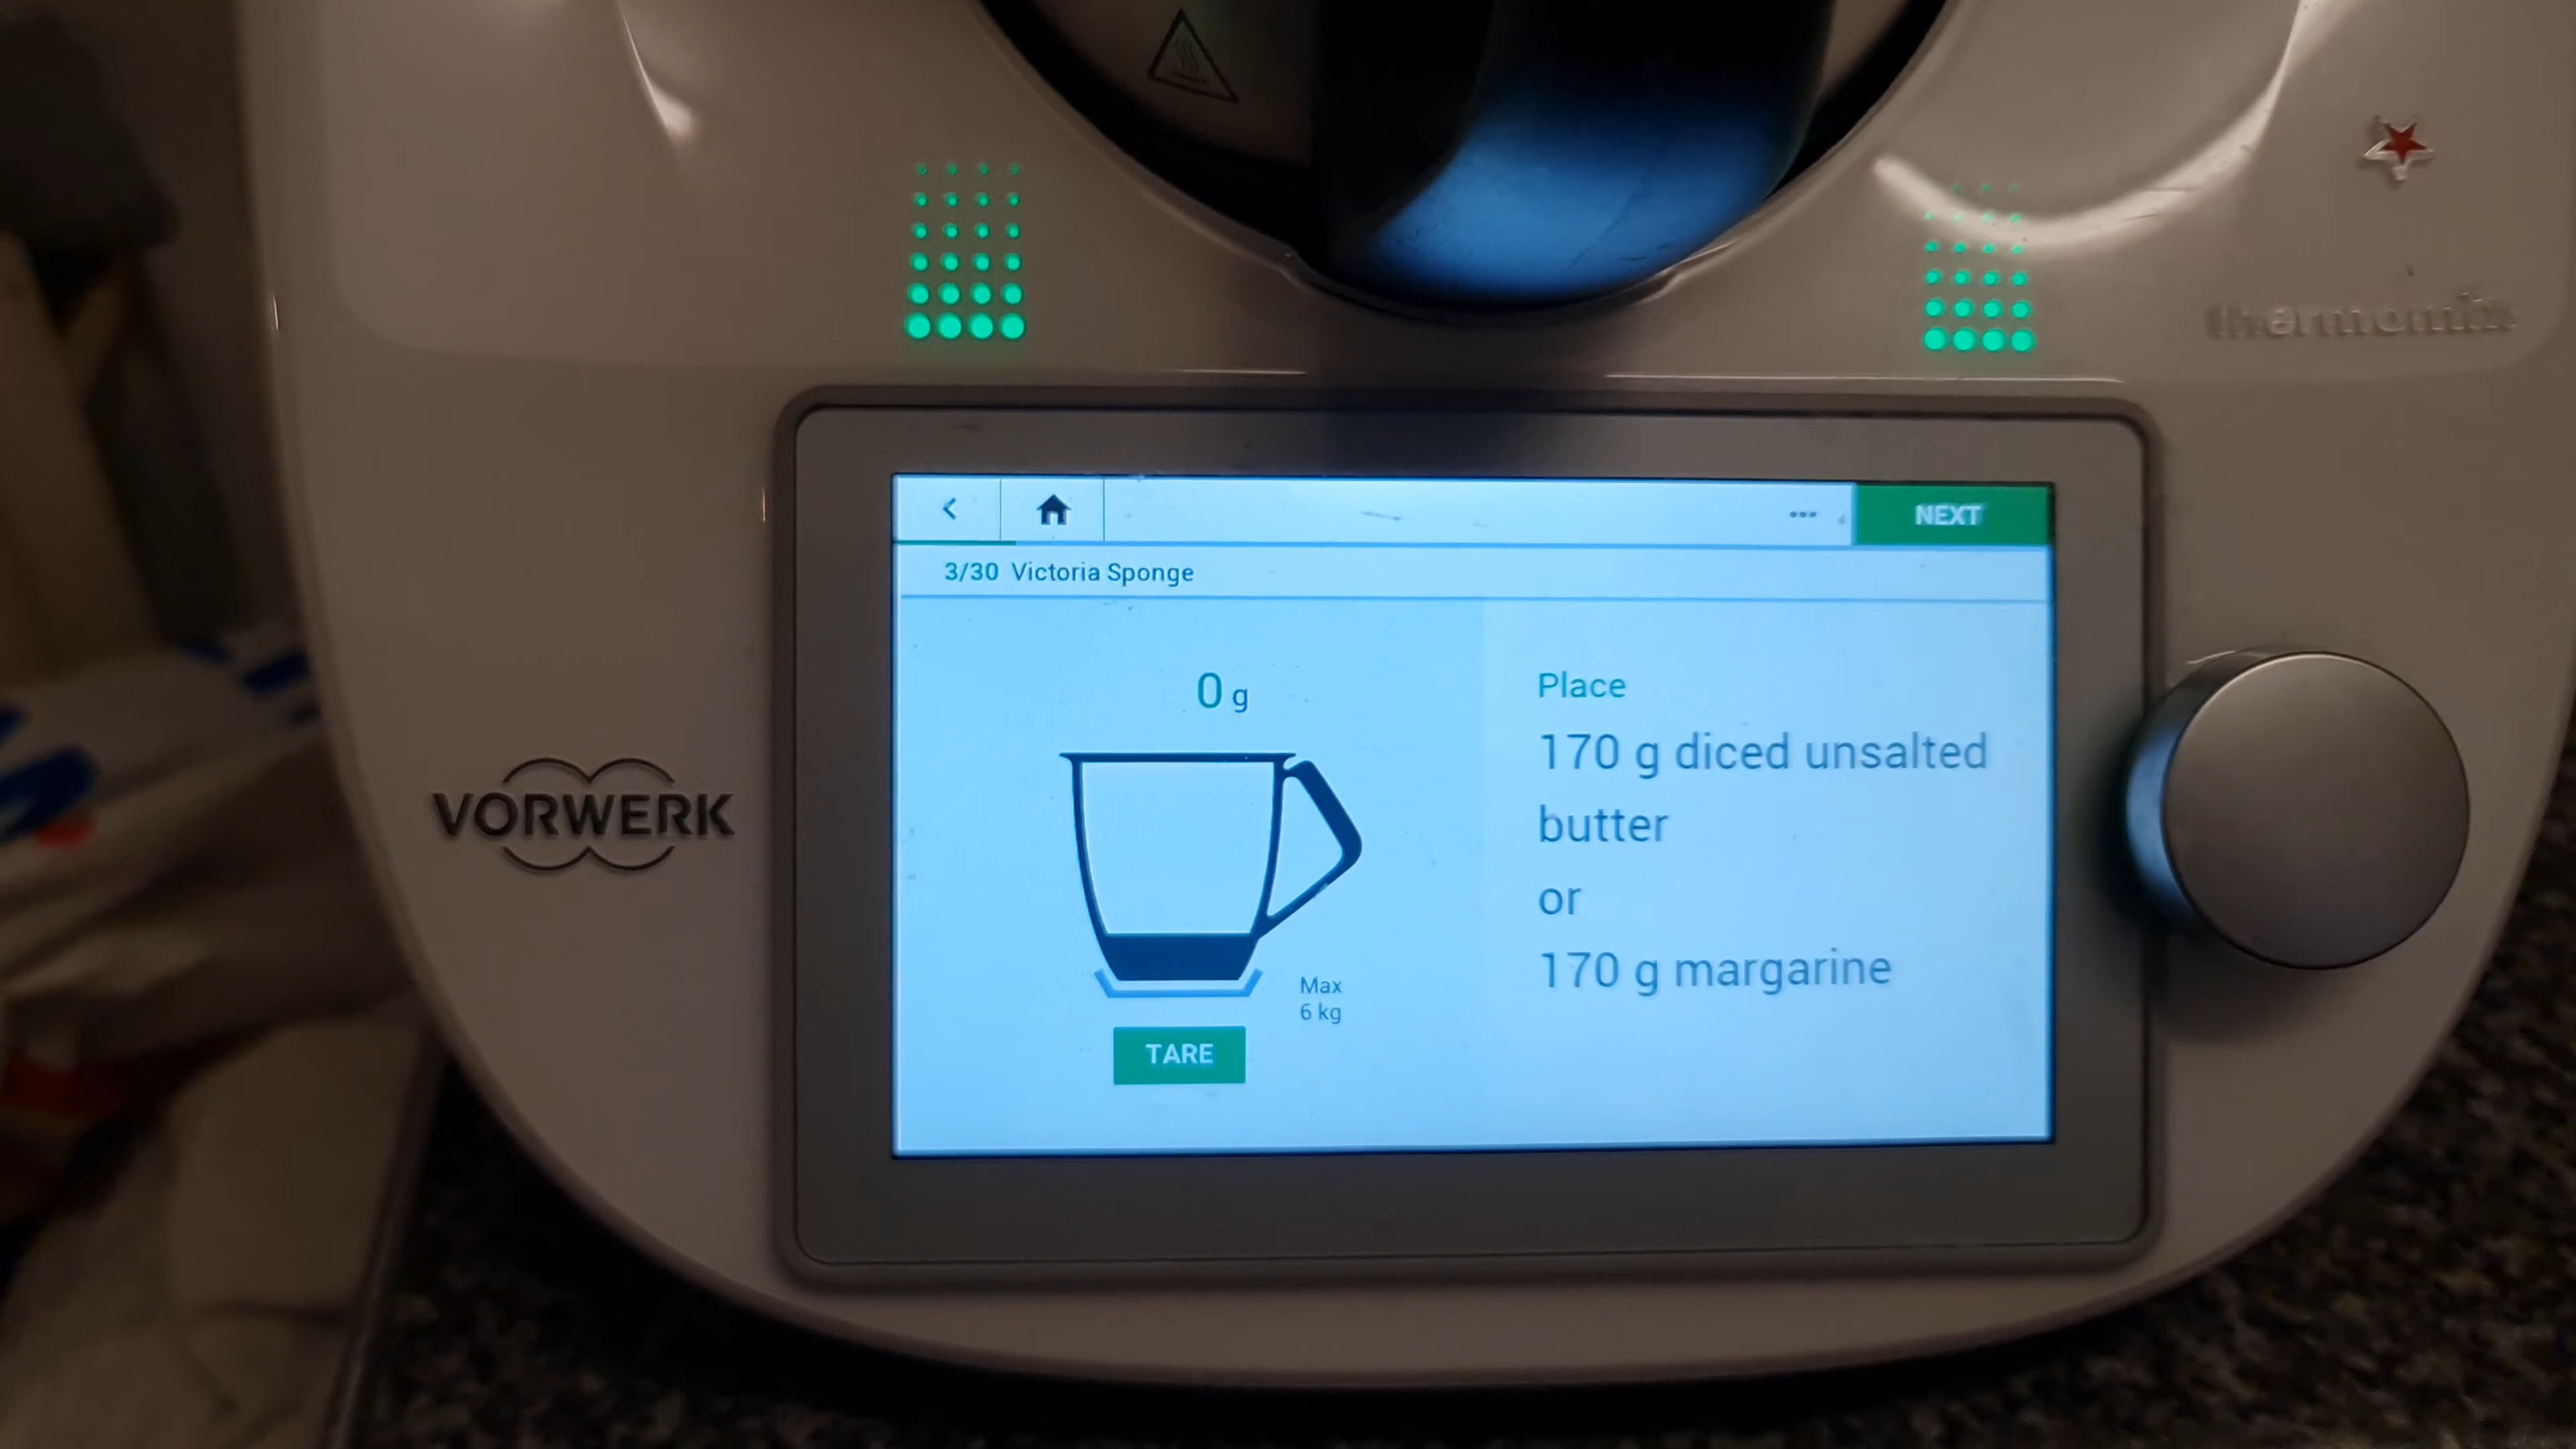 thermomix
NEXT
3/30 Victoria Sponge
0 g
Place
170 g diced unsalted
butter
or
170 g margarine
Max
6 kg
TARE
VORWERK